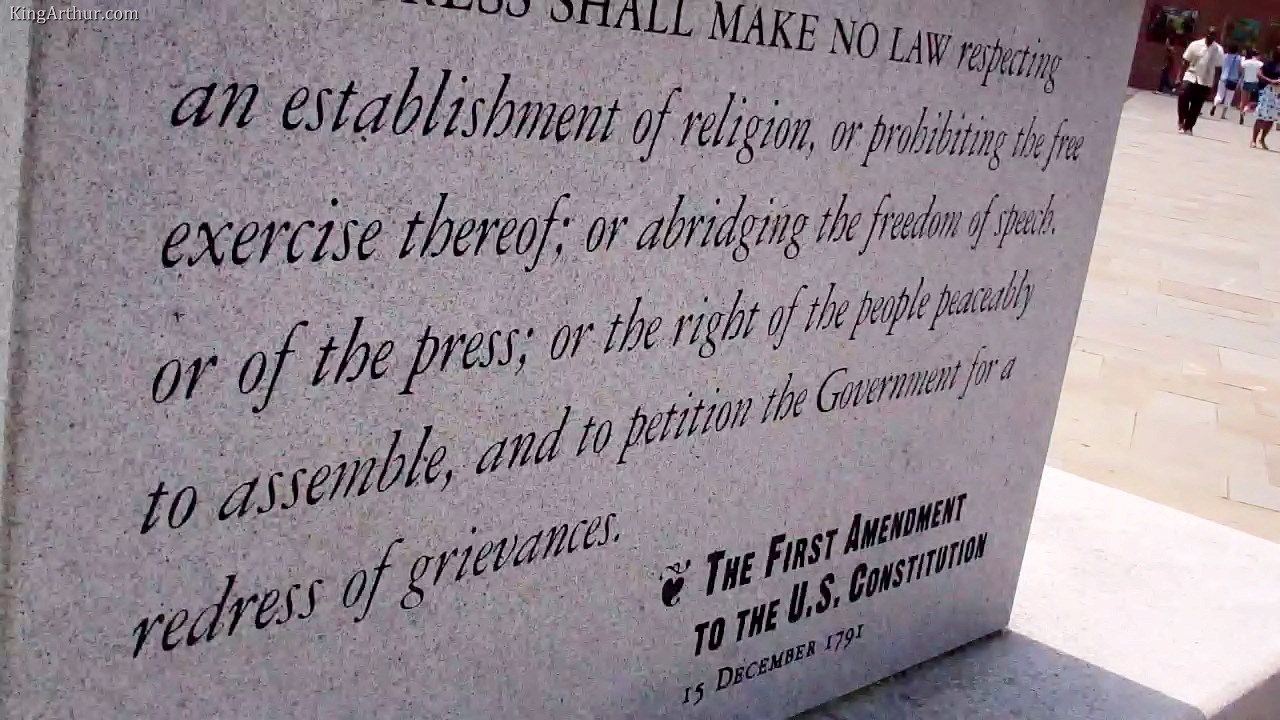 KingArthur.com
RESS SHALL MAKE NO LAW respecting
an establishment of religion, or prohibiting the free
exercise thereof; or abridging the freedom of speech,
or of the press; or the right of the people peaceably
to assemble, and to petition the Government for a
redress of grievances.
THE FIRST AMENDMENT
TO THE U.S. CONSTITUTION
15 DECEMBER 1791